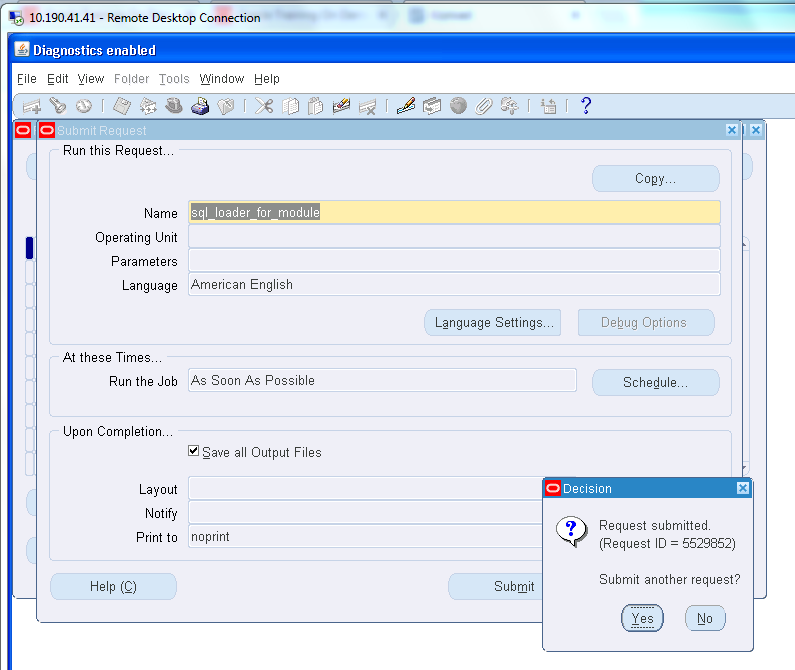 10.190.41.41 - Remote Desktop Connection
Diagnostics enabled
File Edit View Folder Tools Window Help
Submit Request
Run this Request...
Copy...
Name sql_loader_for_module
Operating Unit
Parameters
Language American English
Language Settings... Debug Options
At these Times...
Run the Job As Soon As Possible Schedule...
Upon Completion...
Save all Output Files
Layout
Notify
Print to noprint
Help (C) Submit
Decision
Request submitted.
(Request ID = 5529852)
Submit another request?
Yes No